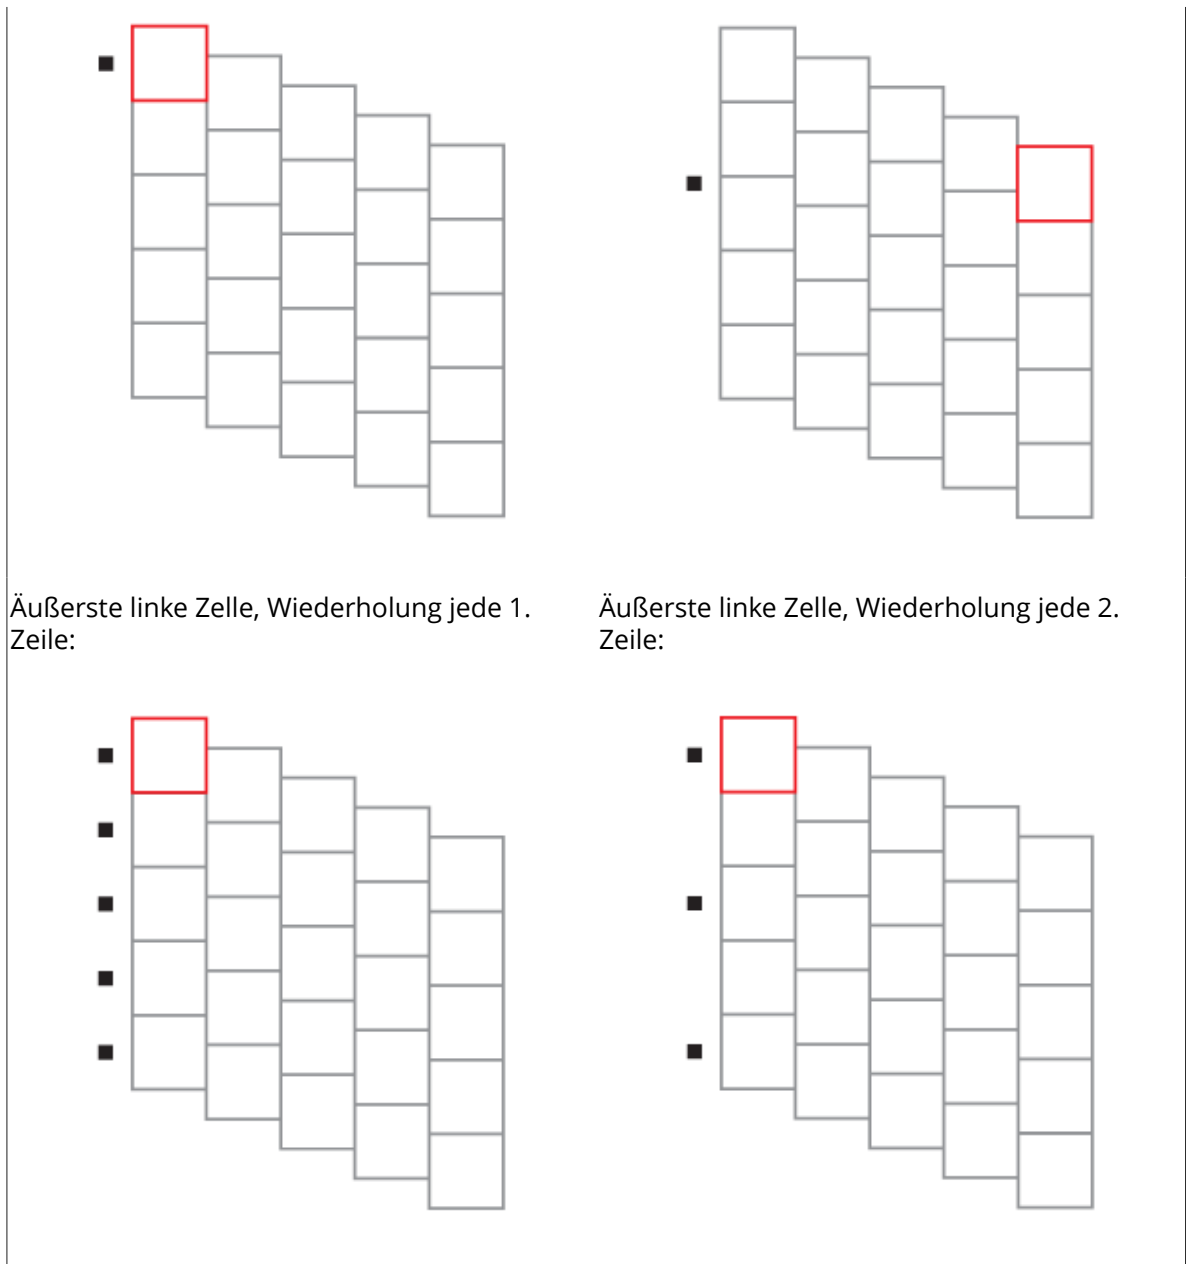 Äußerste linke Zelle, Wiederholung jede 1.
Zeile:
Äußerste linke Zelle, Wiederholung jede 2.
Zeile: